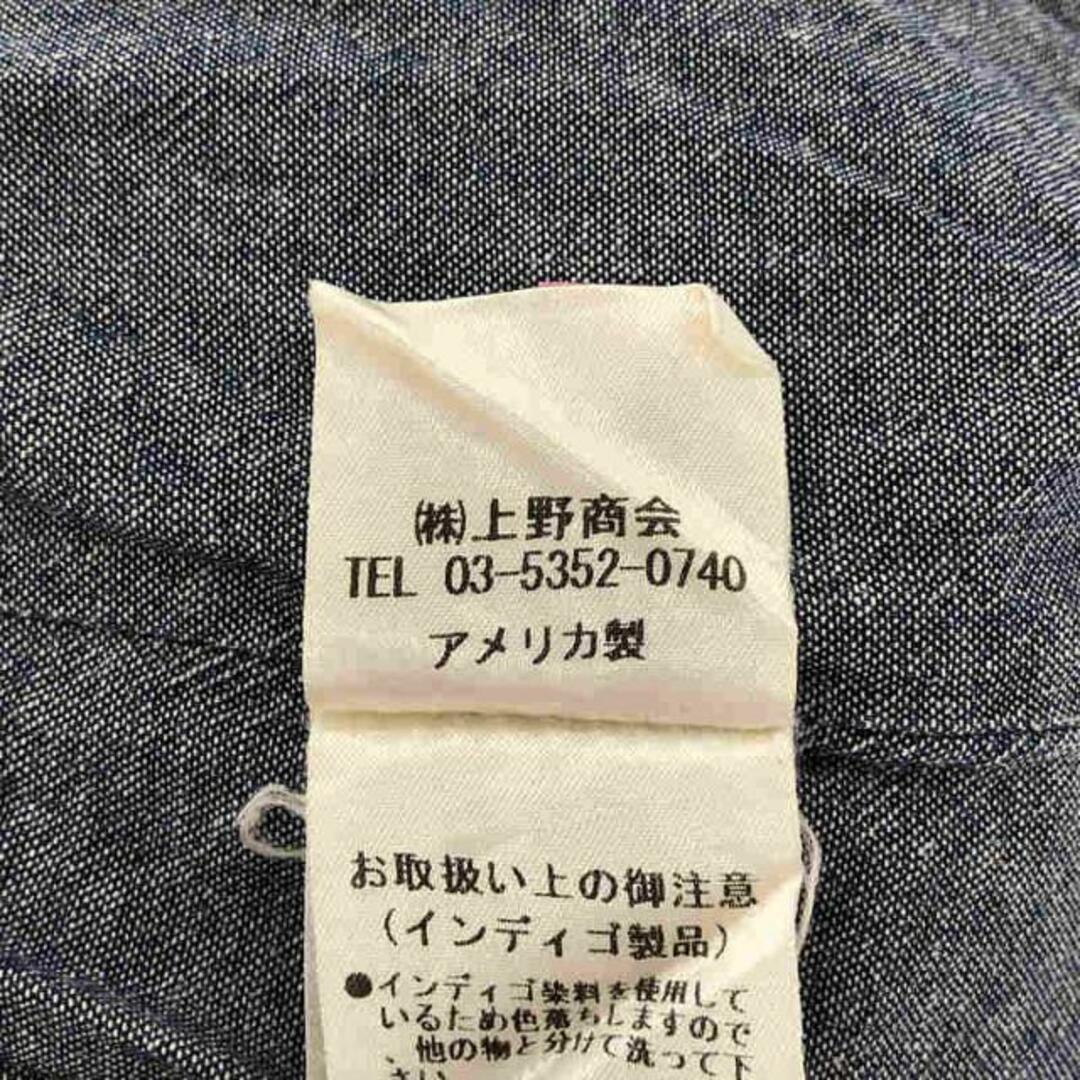 ㈱上野商会
TEL 03-5352-0740
アメリカ製
お取扱い上の御注意
(インディゴ製品)
●インディゴ染料を使用して
いるため色落ちしますので
、他の物と分けて洗って下
さい